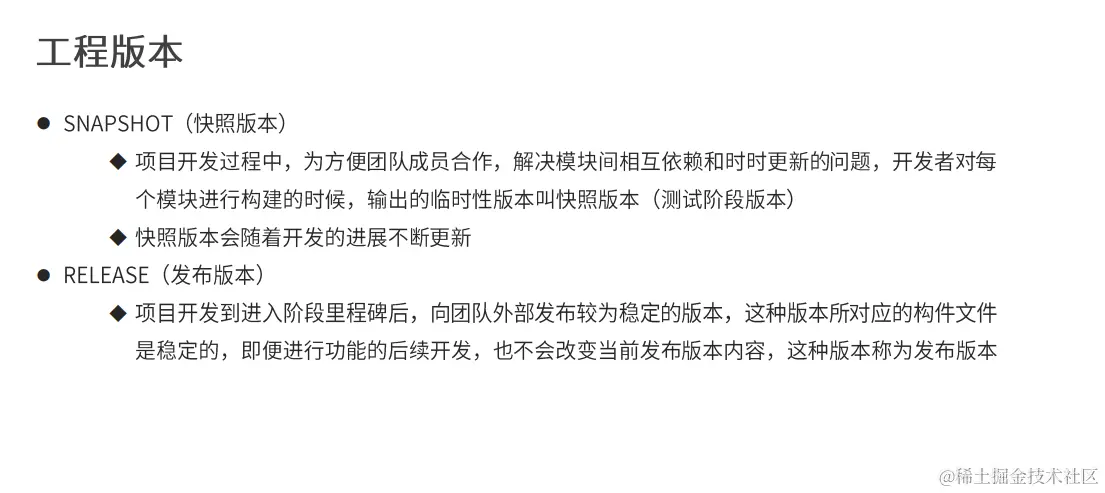 工程版本
● SNAPSHOT（快照版本）
◆ 项目开发过程中，为方便团队成员合作，解决模块间相互依赖和时时更新的问题，开发者对每
个模块进行构建的时候，输出的临时性版本叫快照版本（测试阶段版本）
◆ 快照版本会随着开发的进展不断更新
● RELEASE（发布版本）
◆ 项目开发到进入阶段里程碑后，向团队外部发布较为稳定的版本，这种版本所对应的构件文件
是稳定的，即便进行功能的后续开发，也不会改变当前发布版本内容，这种版本称为发布版本
@稀土掘金技术社区